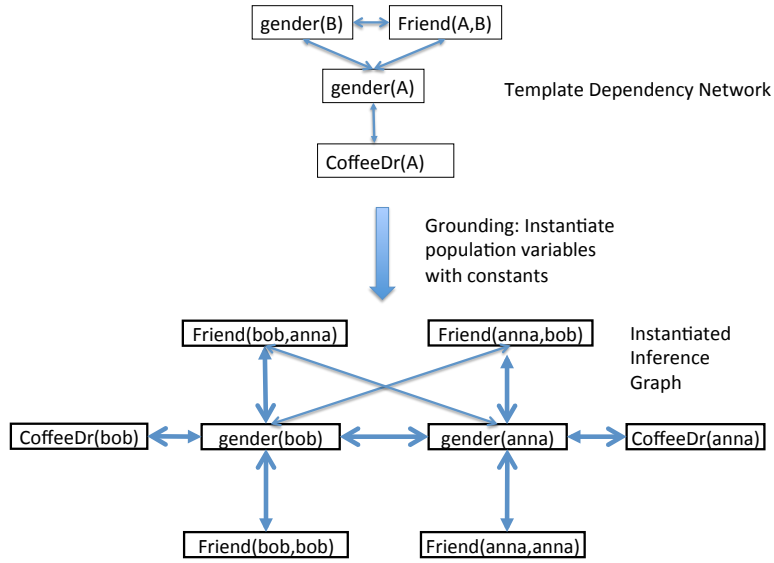 gender(B)
Friend(A,B)
gender(A)
Template Dependency Network
CoffeeDr(A)
Grounding: Instantiate
population variables
with constants
Friend(bob,anna)
Friend(anna,bob)
Instantiated
Inference
Graph
CoffeeDr(bob)
gender(bob)
gender(anna)
CoffeeDr(anna)
Friend(bob,bob)
Friend(anna,anna)